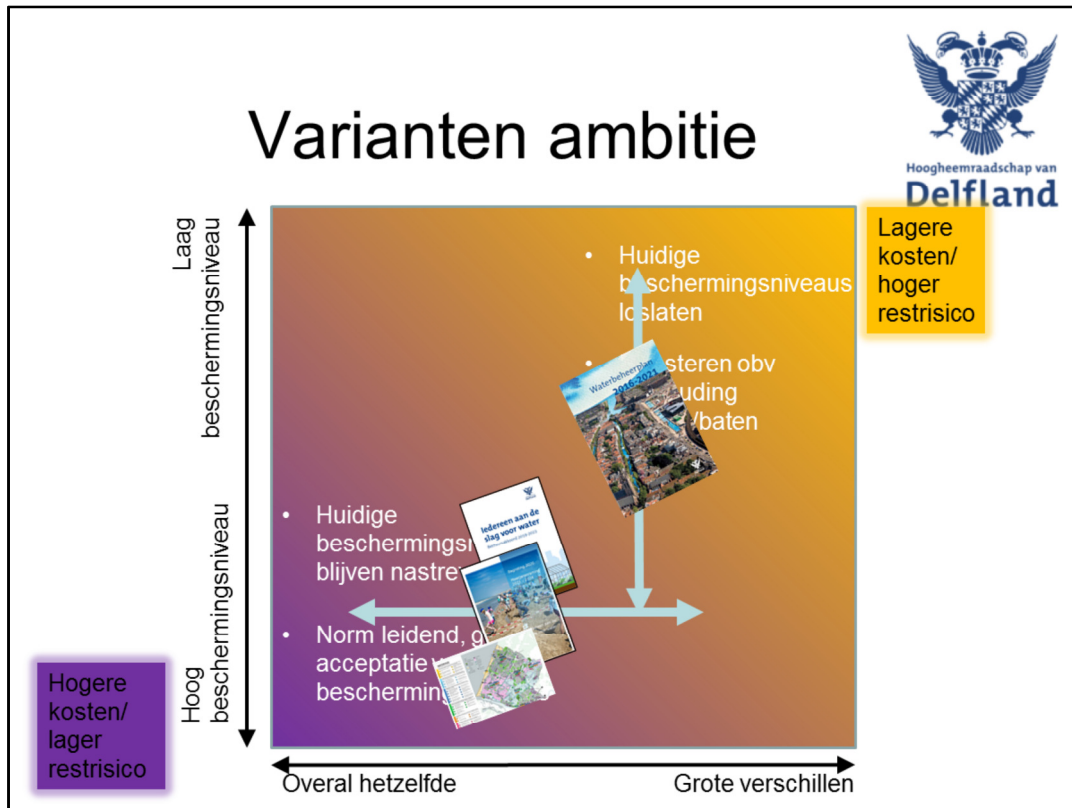 Varianten ambitie
Hoogheemraadschap van
Delfland
Laag
beschermingsniveau
Hoog
beschermingsniveau
Lagere
kosten/
hoger
restrisico
• Huidige
beschermingsniveaus
loslaten
• steren obv
uding
/baten
Waterbeheerplan
2016-2021
Iedereen aan de
slag voor water
• Huidige
beschermingsn
blijven nastre
• Norm leidend, g
acceptatie
bescherming
Hogere
kosten/
lager
restrisico
Overal hetzelfde
Grote verschillen